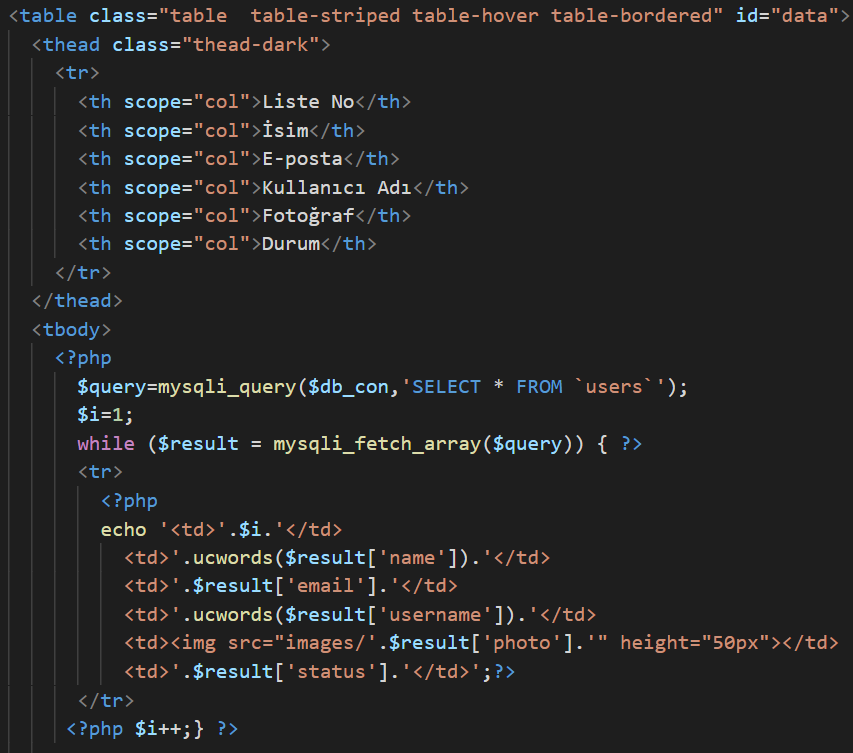 <table class="table  table-striped table-hover table-bordered" id="data">
<thead class="thead-dark">
<tr>
<th scope="col">Liste No</th>
<th scope="col">İsim</th>
<th scope="col">E-posta</th>
<th scope="col">Kullanıcı Adı</th>
<th scope="col">Fotoğraf</th>
<th scope="col">Durum</th>
</tr>
</thead>
<tbody>
<?php
$query=mysqli_query($db_con,'SELECT * FROM `users`');
$i=1;
while ($result = mysqli_fetch_array($query)) { ?>
<tr>
<?php
echo '<td>'.$i.'</td>
<td>'.ucwords($result['name']).'</td>
<td>'.$result['email'].'</td>
<td>'.ucwords($result['username']).'</td>
<td><img src="images/'.$result['photo'].'" height="50px"></td>
<td>'.$result['status'].'</td>';?>
</tr>
<?php $i++;} ?>